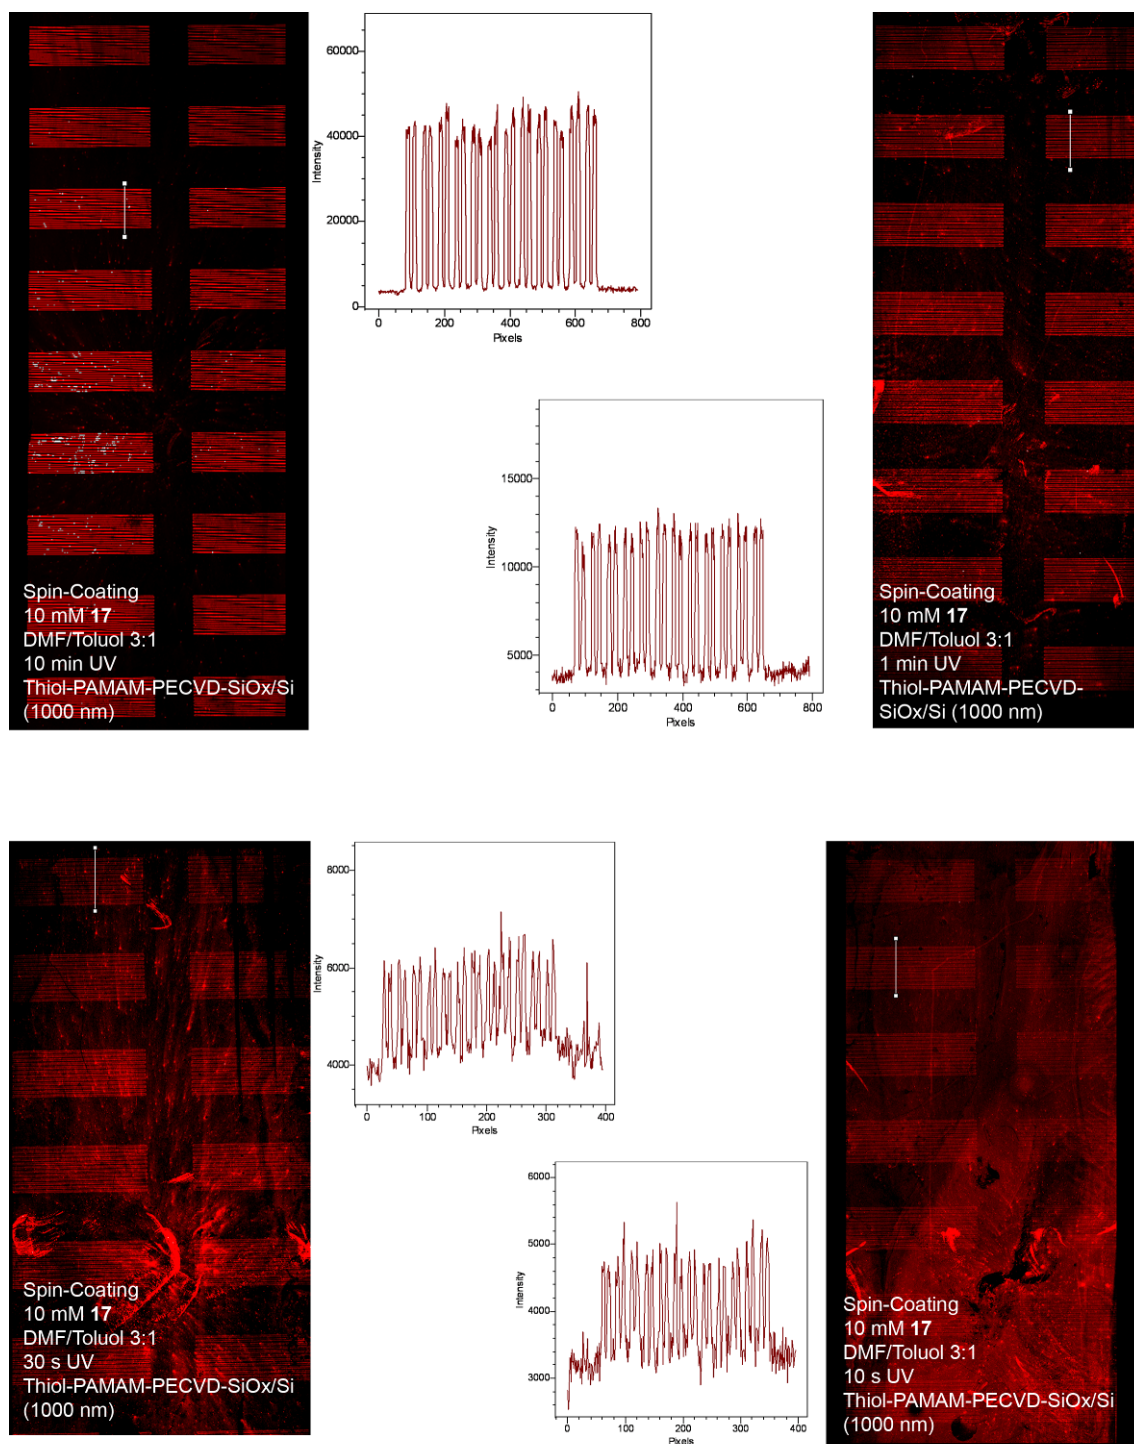 60000
40000
20000
0
Intensity
0 200 400 600 800
Pixels
15000
10000
5000
Intensity
0 200 400 600 800
Pixels
Spin-Coating
10 mM 17
DMF/Toluol 3:1
10 min UV
Thiol-PAMAM-PECVD-SiOx/Si
(1000 nm)
Spin-Coating
10 mM 17
DMF/Toluol 3:1
1 min UV
Thiol-PAMAM-PECVD-
SiOx/Si (1000 nm)
8000
6000
4000
Intensity
0 100 200 300 400
Pixels
6000
5000
4000
3000
Intensity
0 100 200 300 400
Pixels
Spin-Coating
10 mM 17
DMF/Toluol 3:1
30 s UV
Thiol-PAMAM-PECVD-SiOx/Si
(1000 nm)
Spin-Coating
10 mM 17
DMF/Toluol 3:1
10 s UV
Thiol-PAMAM-PECVD-SiOx/Si
(1000 nm)